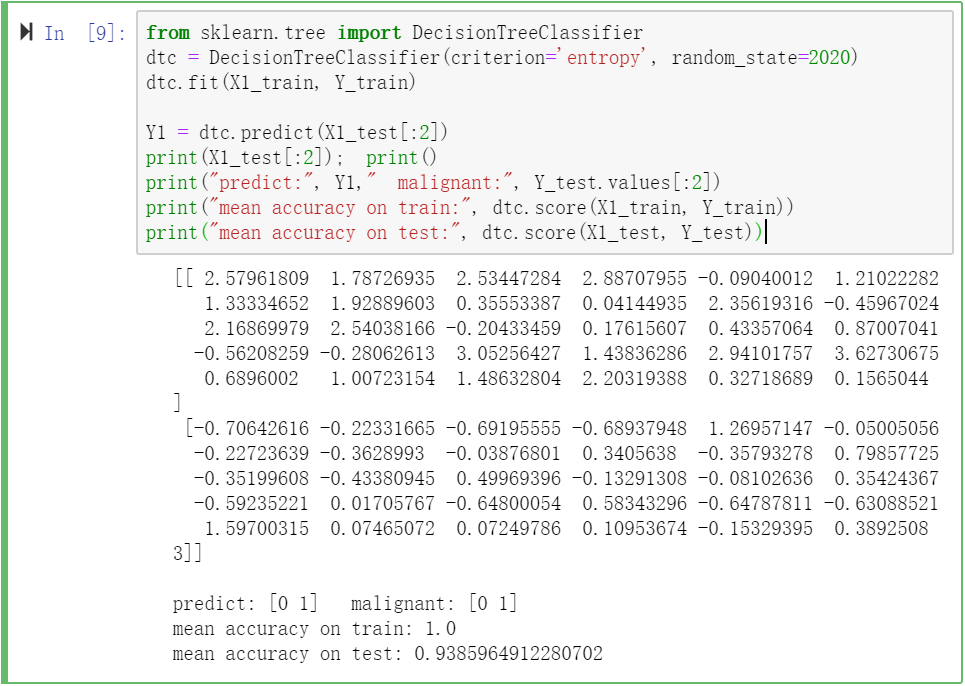 In [9]: from sklearn.tree import DecisionTreeClassifier
dtc = DecisionTreeClassifier(criterion='entropy', random_state=2020)
dtc.fit(X1_train, Y_train)
Y1 = dtc.predict(X1_test[:2])
print(X1_test[:2]);  print()
print("predict:", Y1,"  malignant:", Y_test.values[:2])
print("mean accuracy on train:", dtc.score(X1_train, Y_train))
print("mean accuracy on test:", dtc.score(X1_test, Y_test))
[[ 2.57961809  1.78726935  2.53447284  2.88707955 -0.09040012  1.21022282
1.33334652  1.92889603  0.35553387  0.04144935  2.35619316 -0.45967024
2.16869979  2.54038166 -0.20433459  0.17615607  0.43357064  0.87007041
-0.56208259 -0.28062613  3.05256427  1.43836286  2.94101757  3.62730675
0.6896002   1.00723154  1.48632804  2.20319388  0.32718689  0.1565044
]
[-0.70642616 -0.22331665 -0.69195555 -0.68937948  1.26957147 -0.05005056
-0.22723639 -0.3628993  -0.03876801  0.3405638  -0.35793278  0.79857725
-0.35199608 -0.43380945  0.49969396 -0.13291308 -0.08102636  0.35424367
-0.59235221  0.01705767 -0.64800054  0.58343296 -0.64787811 -0.63088521
1.59700315  0.07465072  0.07249786  0.10953674 -0.15329395  0.3892508
3]]
predict: [0 1]   malignant: [0 1]
mean accuracy on train: 1.0
mean accuracy on test: 0.9385964912280702